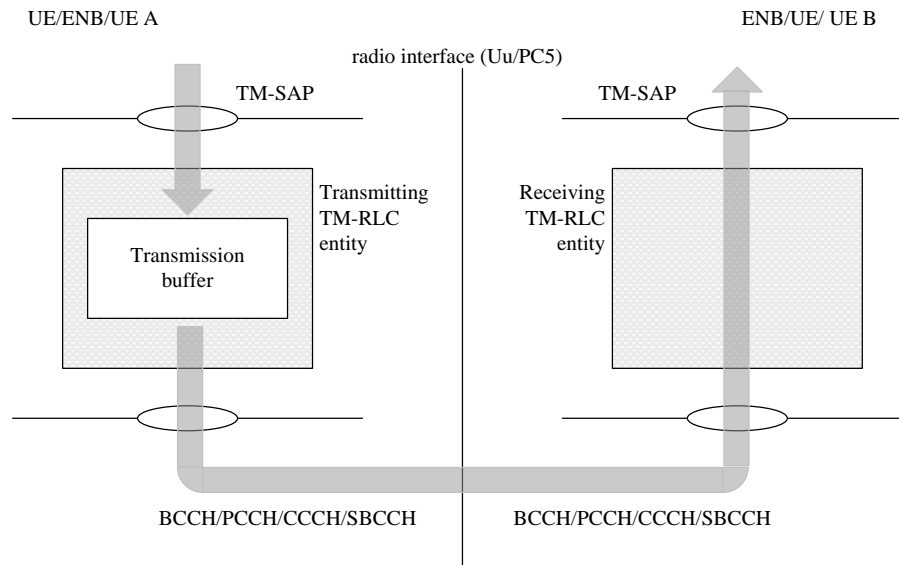 UE/ENB/UE A
ENB/UE/ UE B
radio interface (Uu/PC5)
TM-SAP
TM-SAP
Transmitting
TM-RLC
entity
Receiving
TM-RLC
entity
Transmission
buffer
BCCH/PCCH/CCCH/SBCCH
BCCH/PCCH/CCCH/SBCCH